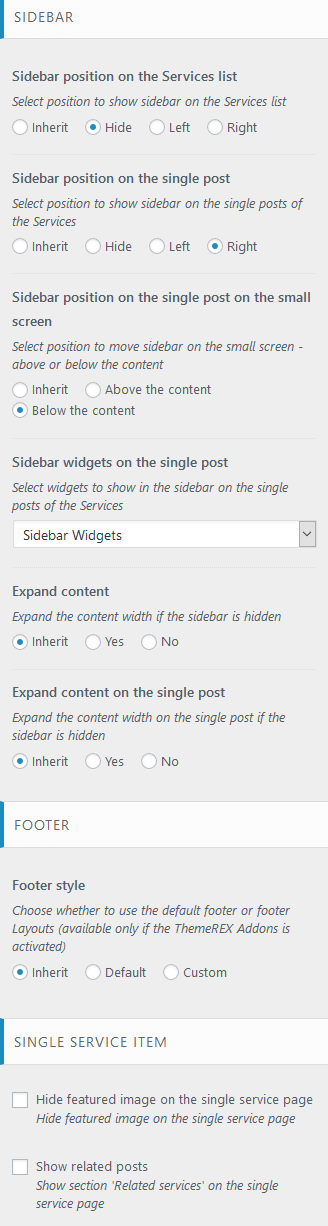 SIDEBAR
Sidebar position on the Services list
Select position to show sidebar on the Services list
Inherit Hide Left Right
Sidebar position on the single post
Select position to show sidebar on the single posts of
the Services
Inherit Hide Left Right
Sidebar position on the single post on the small
screen
Select position to move sidebar on the small screen -
above or below the content
Inherit Above the content
Below the content
Sidebar widgets on the single post
Select widgets to show in the sidebar on the single
posts of the Services
Sidebar Widgets
Expand content
Expand the content width if the sidebar is hidden
Inherit Yes No
Expand content on the single post
Expand the content width on the single post if the
sidebar is hidden
Inherit Yes No
FOOTER
Footer style
Choose whether to use the default footer or footer
Layouts (available only if the ThemeREX Addons is
activated)
Inherit Default Custom
SINGLE SERVICE ITEM
Hide featured image on the single service page
Hide featured image on the single service page
Show related posts
Show section 'Related services' on the single
service page